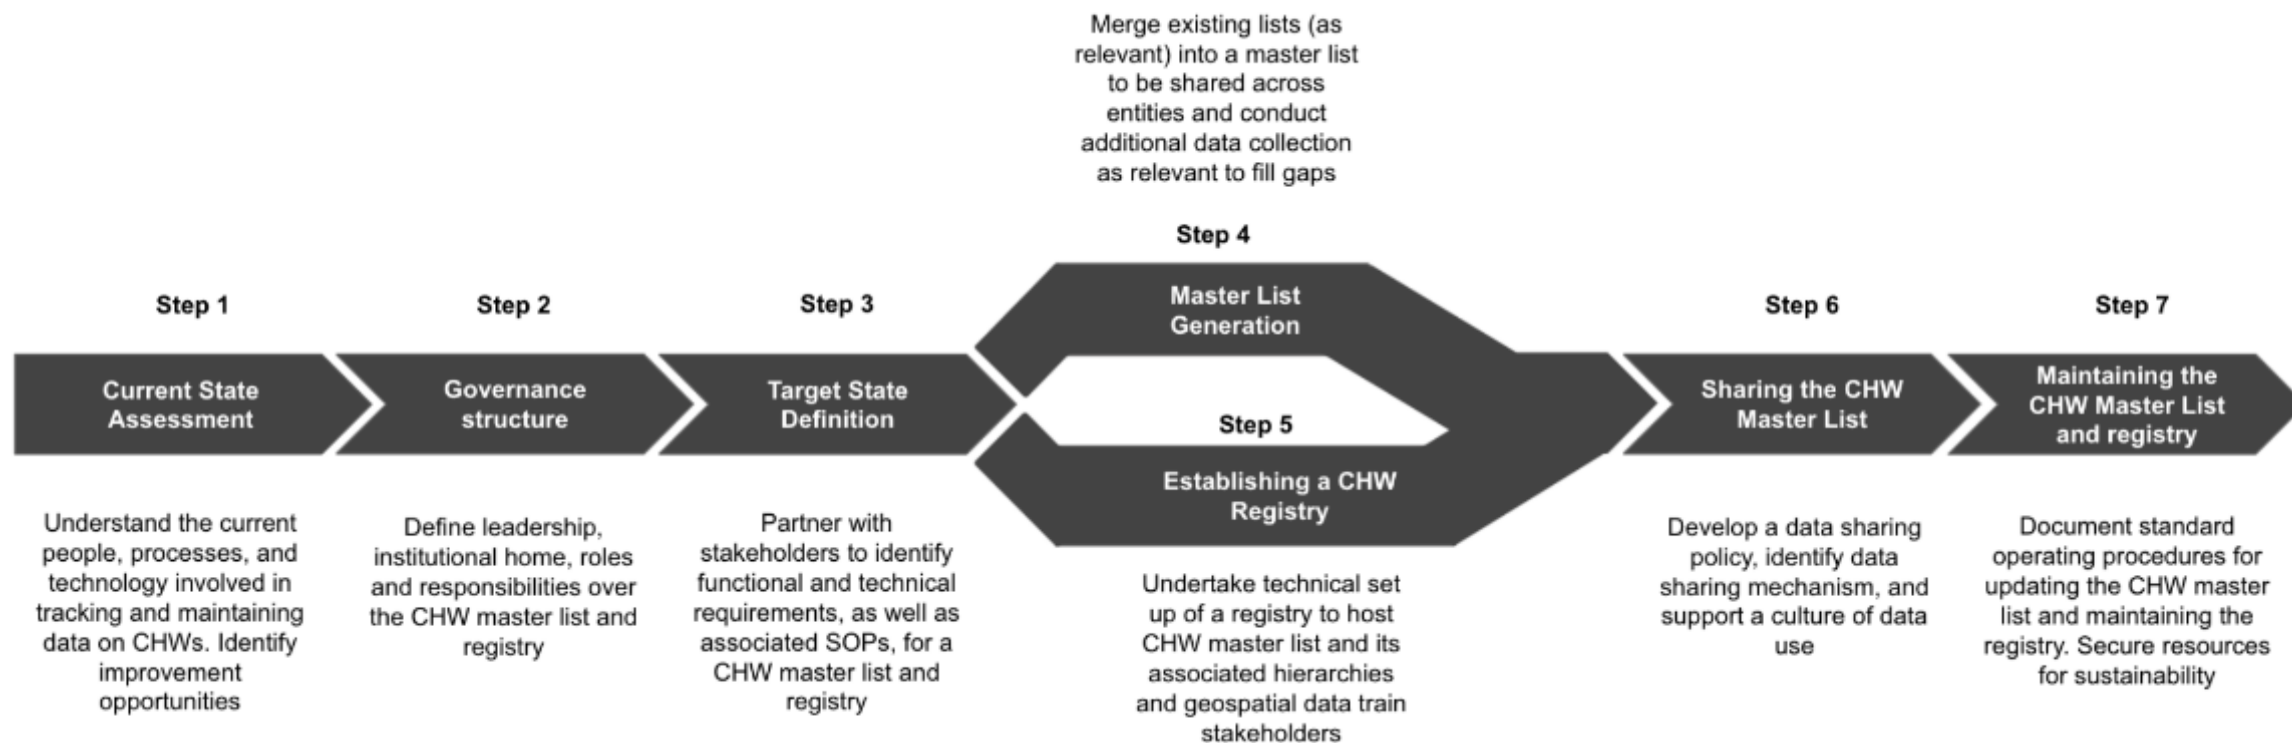 Step 1
Current State
Assessment
Understand the current
people, processes, and
technology involved in
tracking and maintaining
data on CHWs. Identify
improvement
opportunities
Step 2
Governance
structure
Define leadership,
institutional home, roles
and responsibilities over
the CHW master list and
registry
Step 3
Target State
Definition
Partner with
stakeholders to identify
functional and technical
requirements, as well as
associated SOPs, for a
CHW master list and
registry
Merge existing lists (as
relevant) into a master list
to be shared across
entities and conduct
additional data collection
as relevant to fill gaps
Step 4
Master List
Generation
Step 5
Establishing a CHW
Registry
Undertake technical set
up of a registry to host
CHW master list and its
associated hierarchies
and geospatial data train
stakeholders
Step 6
Sharing the CHW
Master List
Develop a data sharing
policy, identify data
sharing mechanism, and
support a culture of data
use
Step 7
Maintaining the
CHW Master List
and registry
Document standard
operating procedures for
updating the CHW master
list and maintaining the
registry. Secure resources
for sustainability